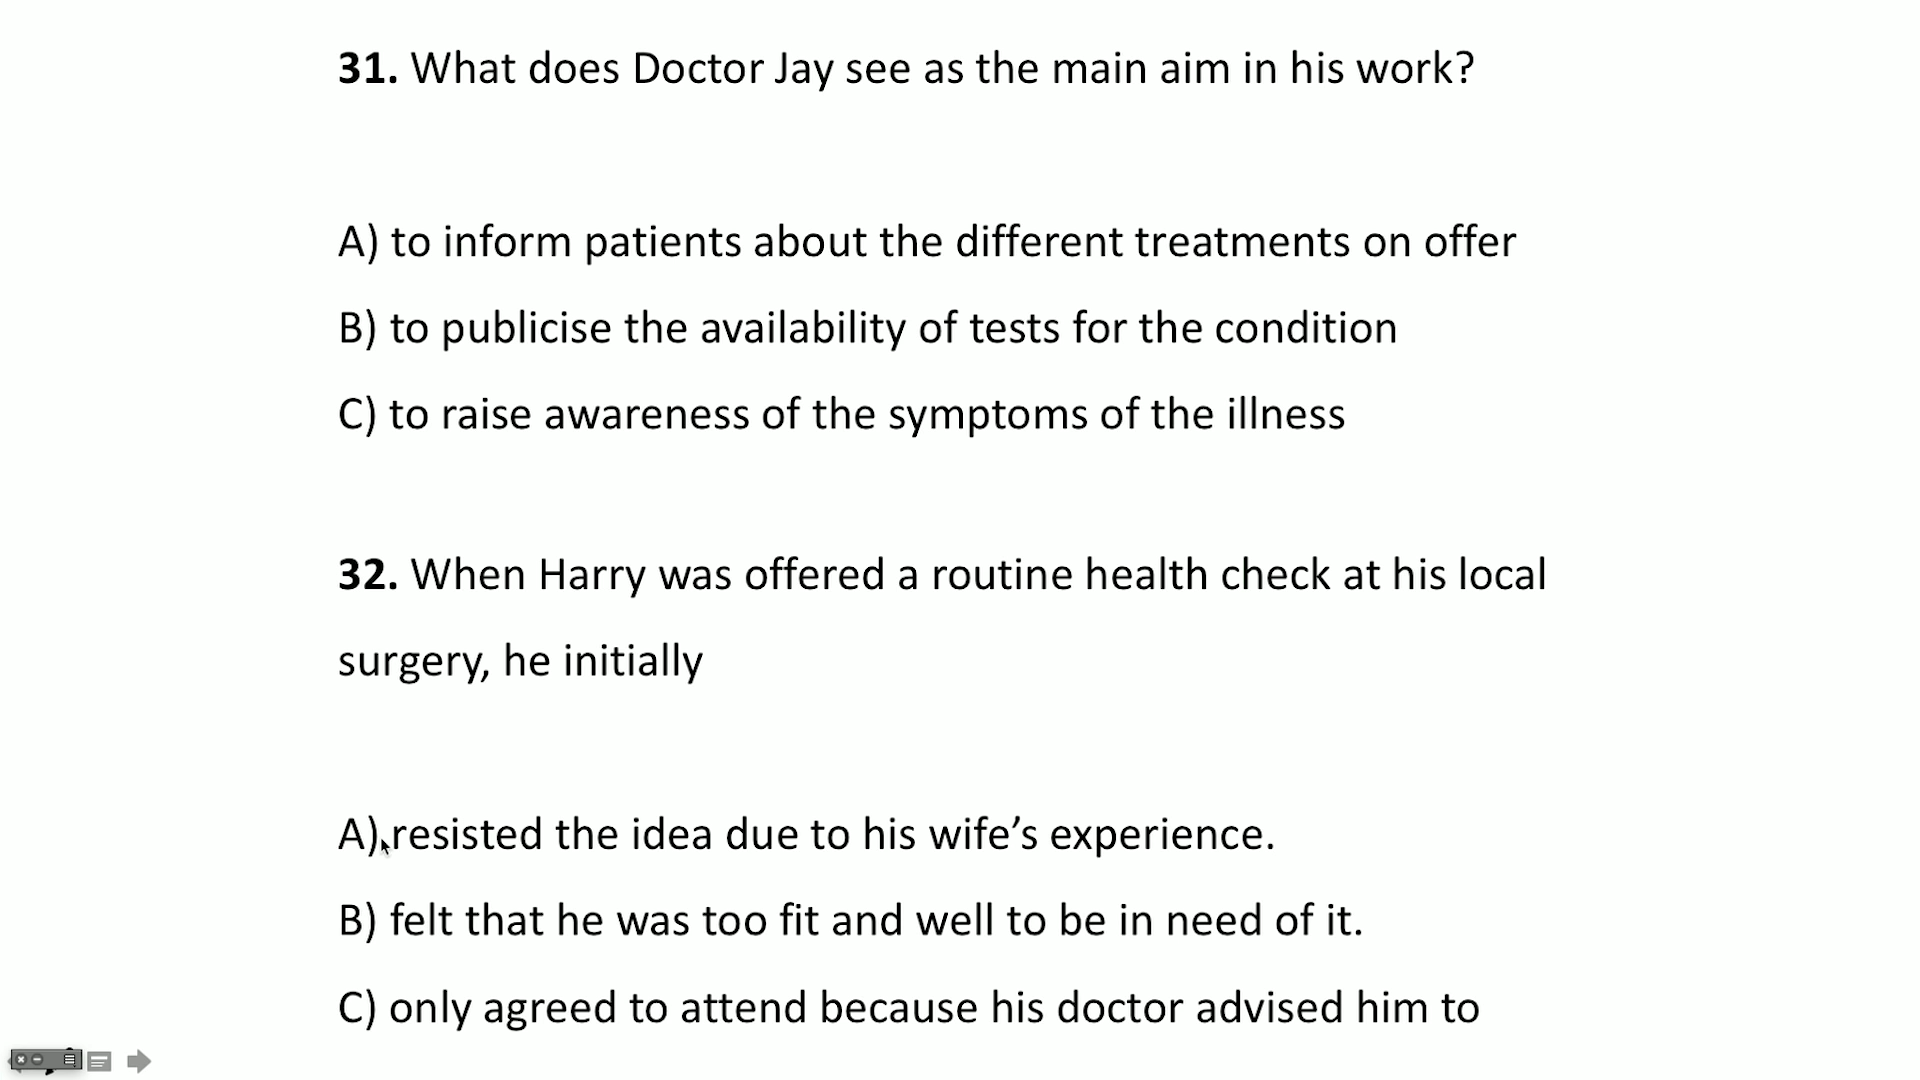 31. What does Doctor Jay see as the main aim in his work?
A) to inform patients about the different treatments on offer
B) to publicise the availability of tests for the condition
C) to raise awareness of the symptoms of the illness
32. When Harry was offered a routine health check at his local
surgery, he initially
A) resisted the idea due to his wife’s experience.
B) felt that he was too fit and well to be in need of it.
C) only agreed to attend because his doctor advised him to